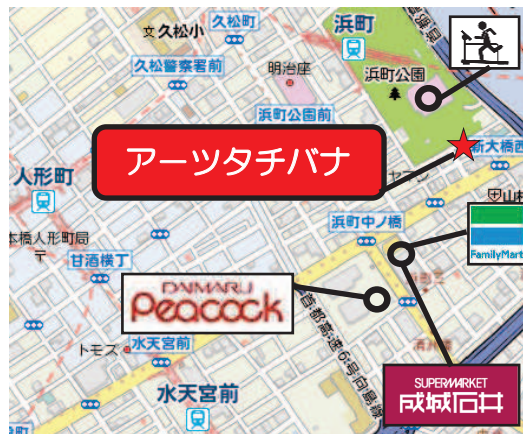 久松町
浜町
文久松小
久松警察署前
明治座
浜町公園
浜町公園前
アーツタチバナ
新大橋西
人形町
浜町中ノ橋
本橋人形町局
甘酒横丁
FamilyMart
DAIMARU
Peacock
首都高速6号向島線
トモズ
水天宮前
水天宮前
SUPERMARKET
成城石井